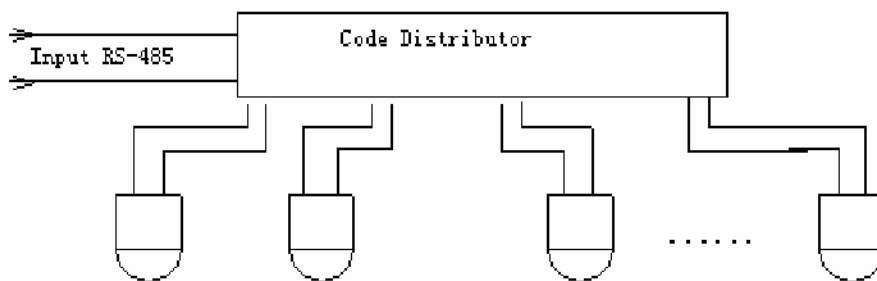 Code Distributor
Input RS-485
......